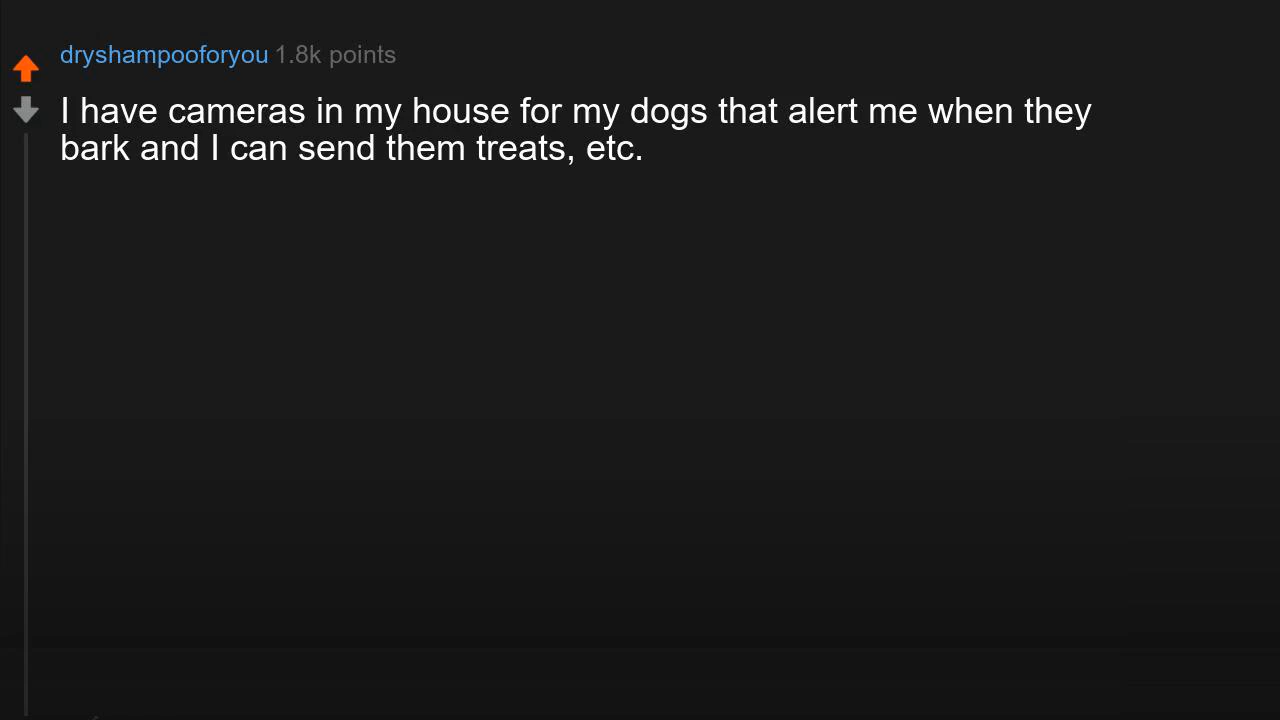 dryshampooforyou 1.8k points
I have cameras in my house for my dogs that alert me when they
bark and I can send them treats, etc.